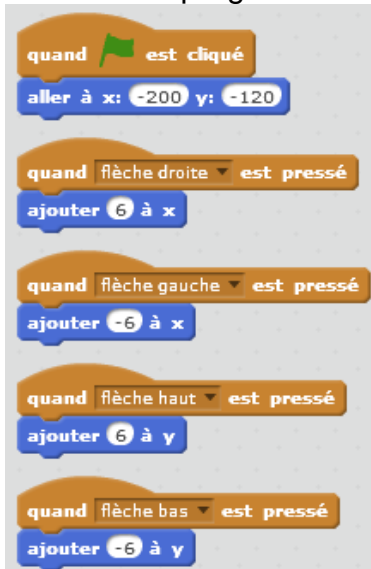 quand est cliqué
aller à x: -200 y: -120
quand flèche droite est pressé
ajouter 6 à x
quand flèche gauche est pressé
ajouter -6 à x
quand flèche haut est pressé
ajouter 6 à y
quand flèche bas est pressé
ajouter -6 à y